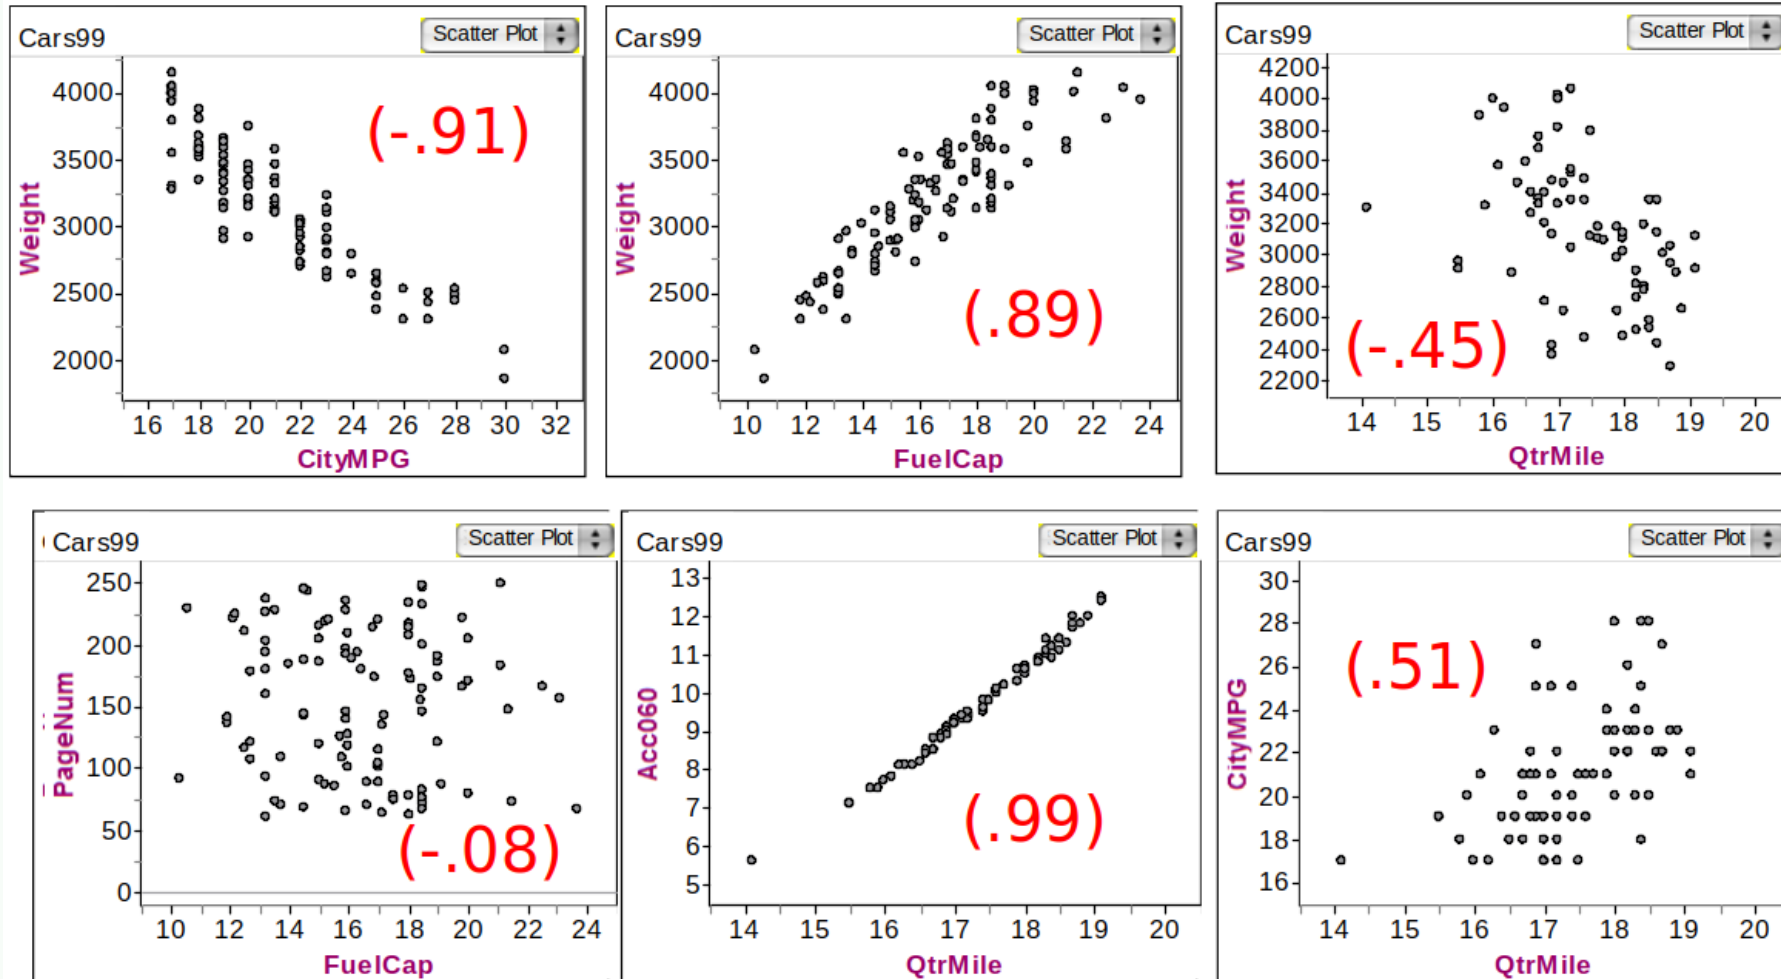 Cars99 Scatter Plot
4000
3500
3000
2500
2000
Weight
(-.91)
16 18 20 22 24 26 28 30 32
CityMPG
Cars99 Scatter Plot
4000
3500
3000
2500
2000
Weight
(.89)
10 12 14 16 18 20 22 24
FuelCap
Cars99 Scatter Plot
4200
4000
3800
3600
3400
3200
3000
2800
2600
2400
2200
Weight
(-.45)
14 15 16 17 18 19 20
QtrMile
Cars99 Scatter Plot
250
200
150
100
50
0
PageNum
(-.08)
10 12 14 16 18 20 22 24
FuelCap
Cars99 Scatter Plot
13
12
11
10
9
8
7
6
5
Acc060
(.99)
14 15 16 17 18 19 20
QtrMile
Cars99 Scatter Plot
30
28
26
24
22
20
18
16
CityMPG
(.51)
14 15 16 17 18 19 20
QtrMile